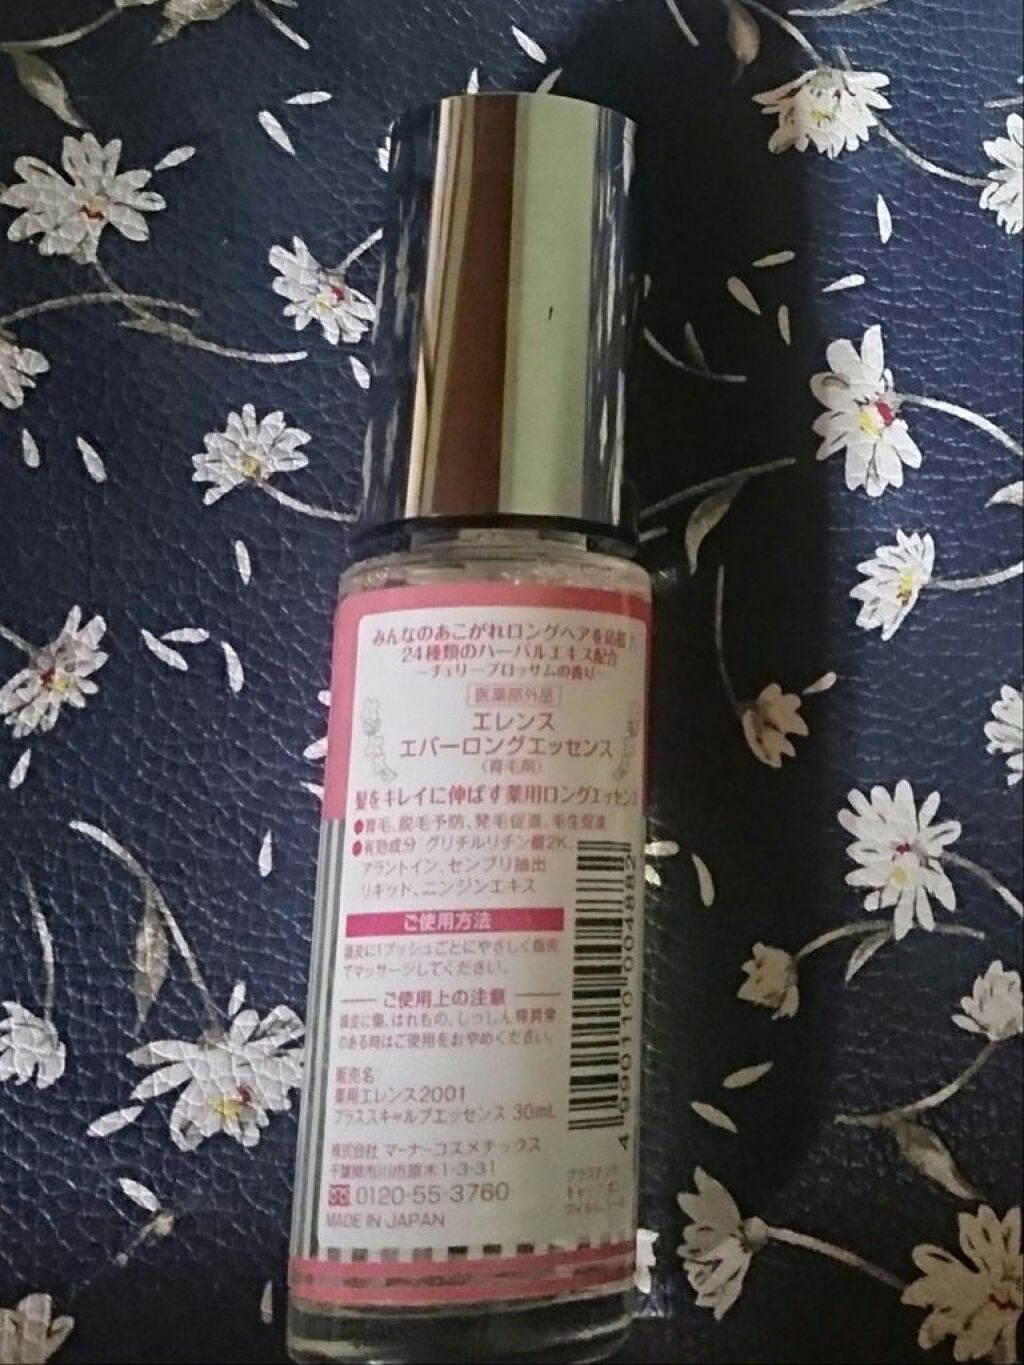 みんなのあこがれロングヘアを応援!
24種類のハーバルエキス配合
~チェリーブロッサムの香り~
医薬部外品
エレンス
エバーロングエッセンス
(育毛剤)
髪をキレイに伸ばす薬用ロングエッセンス
●育毛、脱毛予防、発毛促進、毛生促進
●有効成分:グリチルリチン酸2K、
アラントイン、センブリ抽出
リキッド、ニンジンエキス
ご使用方法
頭皮に1プッシュごとにやさしく指先
でマッサージしてください。
ご使用上の注意
頭皮に傷、はれもの、しっしん等異常
のある時はご使用をおやめください。
販売名
薬用エレンス2001
プラススキャルプエッセンス 30mL
株式会社 マーナーコスメチックス
千葉県市川市原木1-3-31
0120-55-3760
MADE IN JAPAN
4 990110 004882
プラスチック